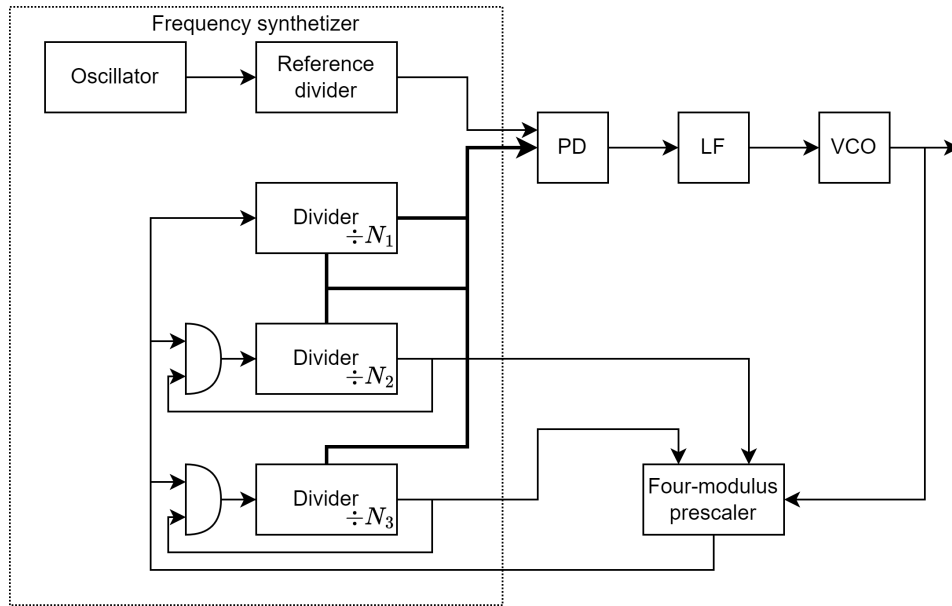 Frequency synthetizer
Oscillator
Reference
divider
PD
LF
VCO
Divider
÷N₁
Divider
÷N₂
Divider
÷N₃
Four-modulus
prescaler